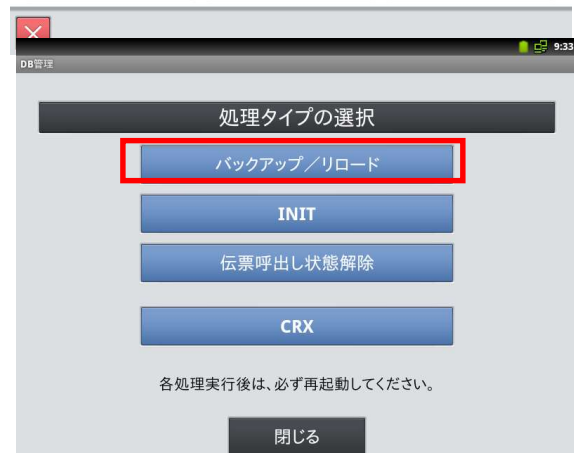 9:33
DB管理
処理タイプの選択
バックアップ／リロード
INIT
伝票呼出し状態解除
CRX
各処理実行後は、必ず再起動してください。
閉じる